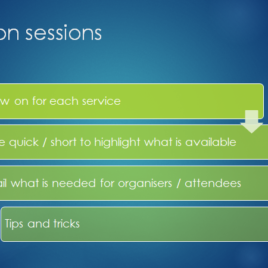 on sessions
w on for each service
e quick / short to highlight what is available
il what is needed for organisers / attendees
Tips and tricks